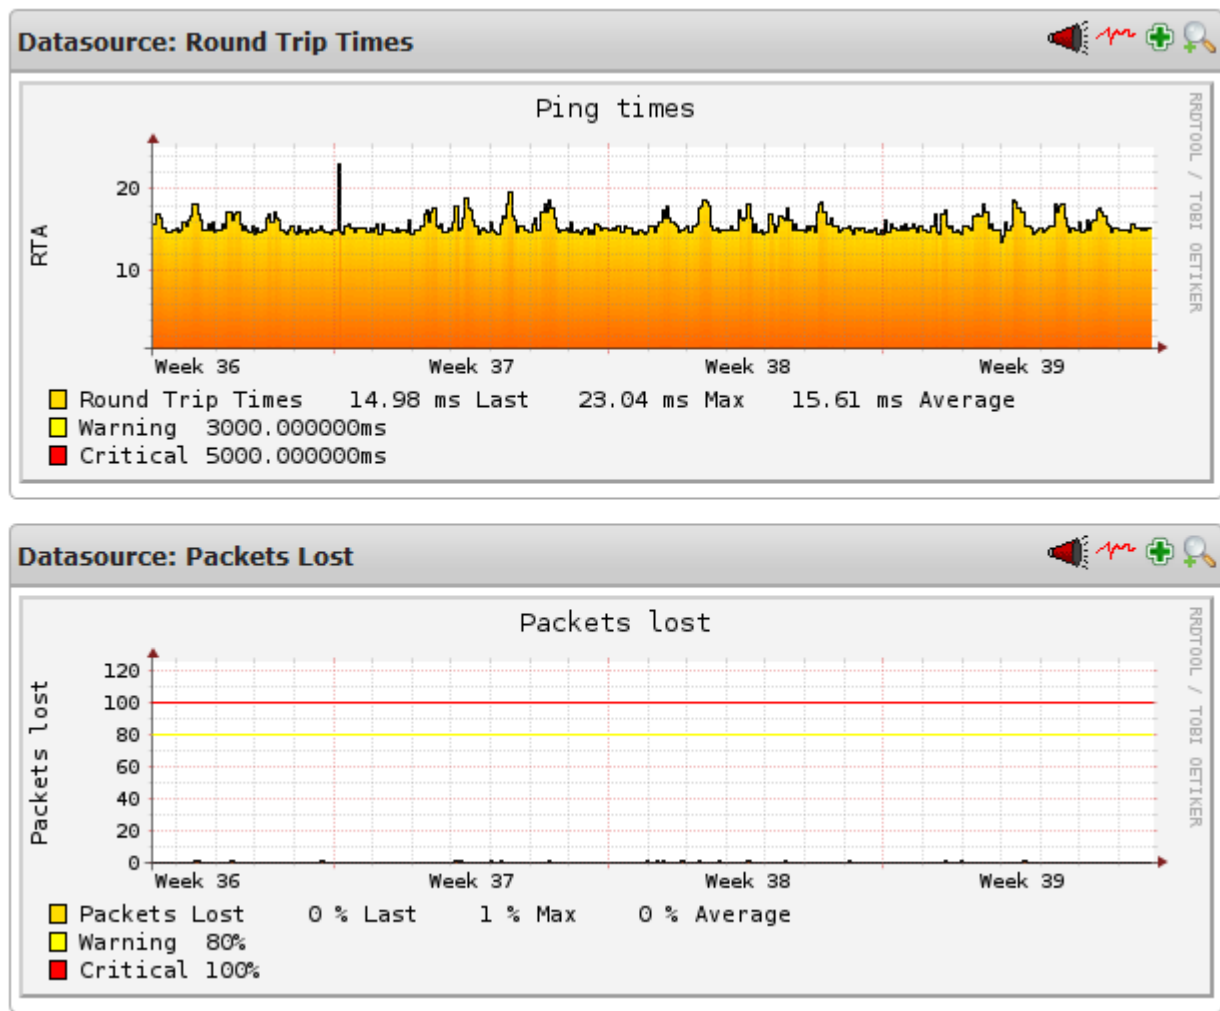 Datasource: Round Trip Times
Ping times
RRDTOOL / TOBI OETIKER
RTA
20
10
Week 36 Week 37 Week 38 Week 39
Round Trip Times 14.98 ms Last 23.04 ms Max 15.61 ms Average
Warning 3000.000000ms
Critical 5000.000000ms
Datasource: Packets Lost
Packets lost
RRDTOOL / TOBI OETIKER
Packets lost
120
100
80
60
40
20
0
Week 36 Week 37 Week 38 Week 39
Packets Lost 0 % Last 1 % Max 0 % Average
Warning 80%
Critical 100%